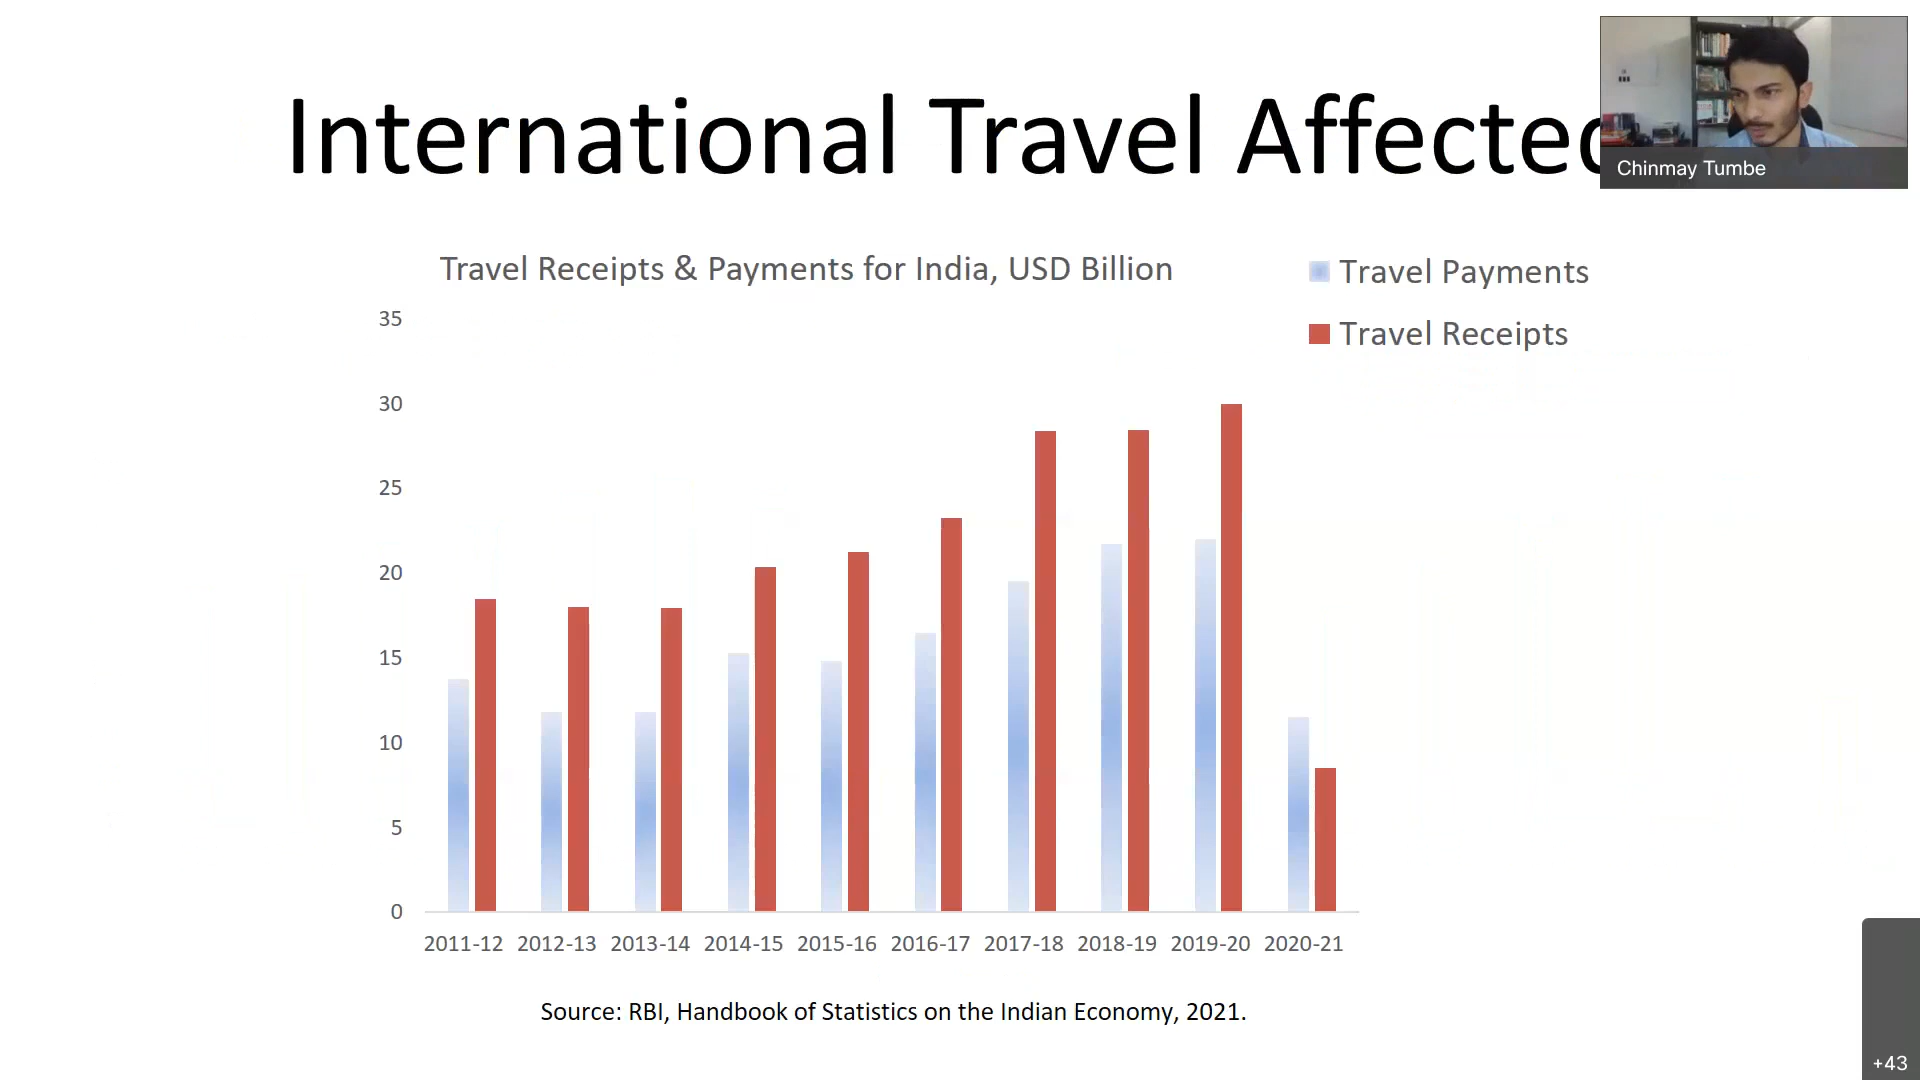 International Travel Affected
Chinmay Tumbe
Travel Receipts & Payments for India, USD Billion
Travel Payments
Travel Receipts
35
30
25
20
15
10
5
0
2011-12 2012-13 2013-14 2014-15 2015-16 2016-17 2017-18 2018-19 2019-20 2020-21
Source: RBI, Handbook of Statistics on the Indian Economy, 2021.
+43